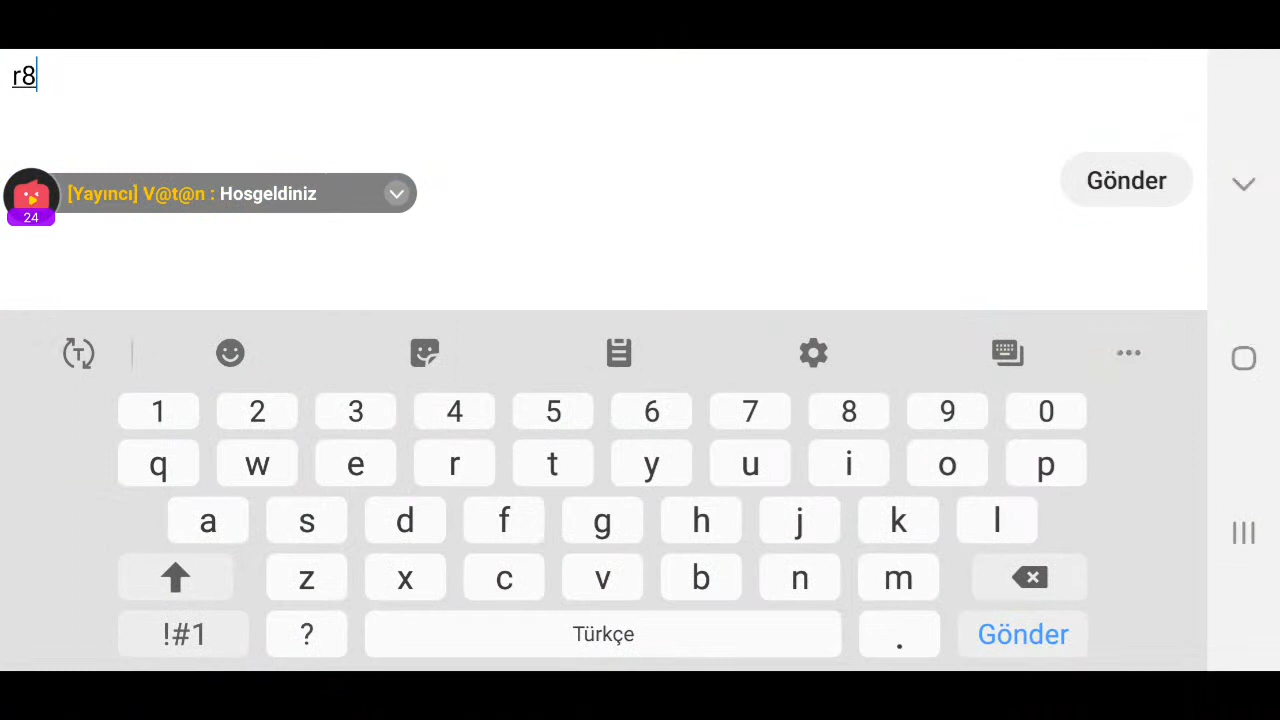 r8
[Yayıncı] V@t@n : Hosgeldiniz
24
Gönder
1 2 3 4 5 6 7 8 9 0
q w e r t y u i o p
a s d f g h j k l
z x c v b n m
!#1 ? Türkçe . Gönder